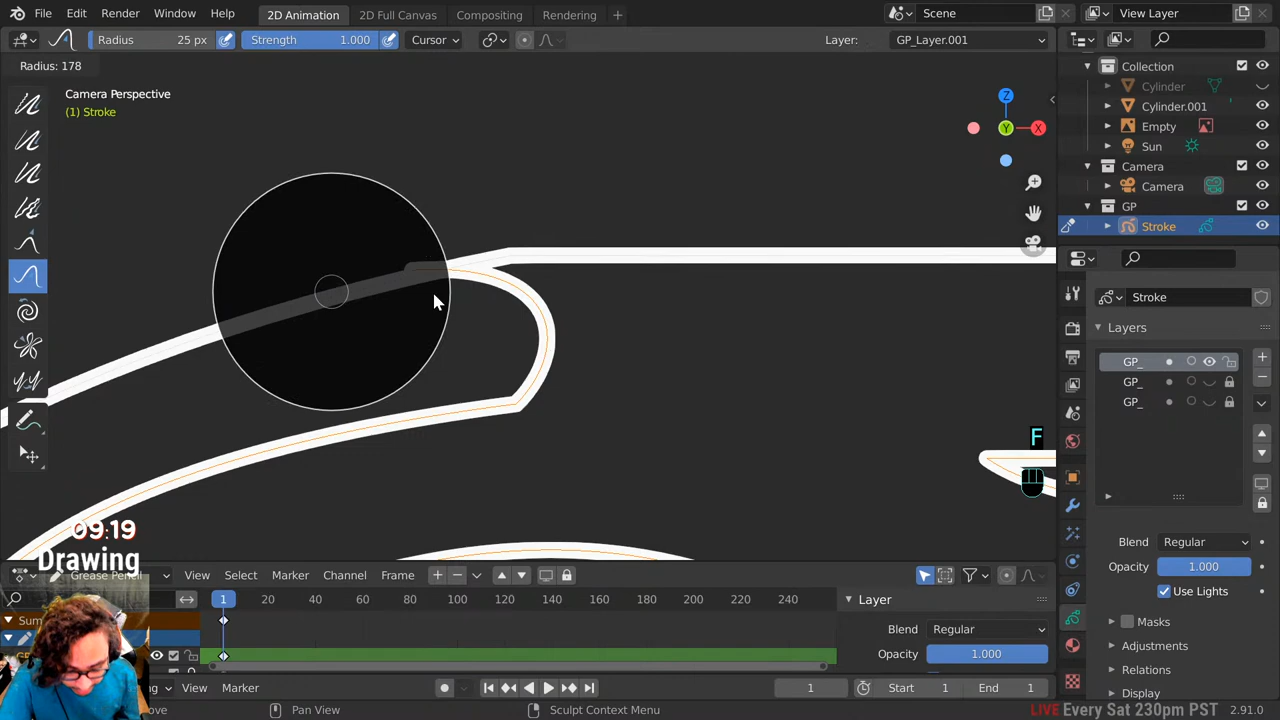 File Edit Render Window Help 2D Animation 2D Full Canvas Compositing Rendering + Scene View Layer
Radius 25 px Strength 1.000 Cursor Layer: GP_Layer.001
Radius: 178
Camera Perspective
(1) Stroke
Z
Y
X
Collection
Cylinder
Cylinder.001
Empty
Sun
Camera
Camera
GP
Stroke
Stroke
Layers
GP_
GP_
GP_
F
Blend Regular
Opacity 1.000
Use Lights
Masks
Adjustments
Relations
Display
09:19
Drawing
Grease Pencil View Select Marker Channel Frame
1 20 40 60 80 100 120 140 160 180 200 220 240
Sum
Layer
Blend Regular
Opacity 1.000
View Marker 1 Start 1 End 1
Pan View Sculpt Context Menu
LIVE Every Sat 230pm PST 2.91.0